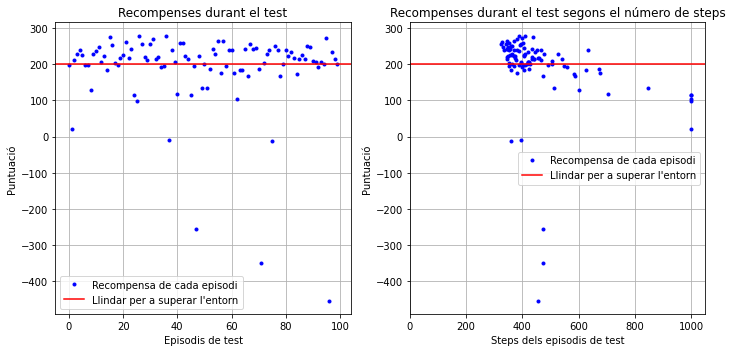 Recompenses durant el test
Puntuació
300
200
100
0
−100
−200
−300
−400
0
20
40
60
80
100
Episodis de test
Recompensa de cada episodi
Llindar per a superar l'entorn
Recompenses durant el test segons el número de steps
Puntuació
300
200
100
0
−100
−200
−300
−400
0
200
400
600
800
1000
Steps dels episodis de test
Recompensa de cada episodi
Llindar per a superar l'entorn